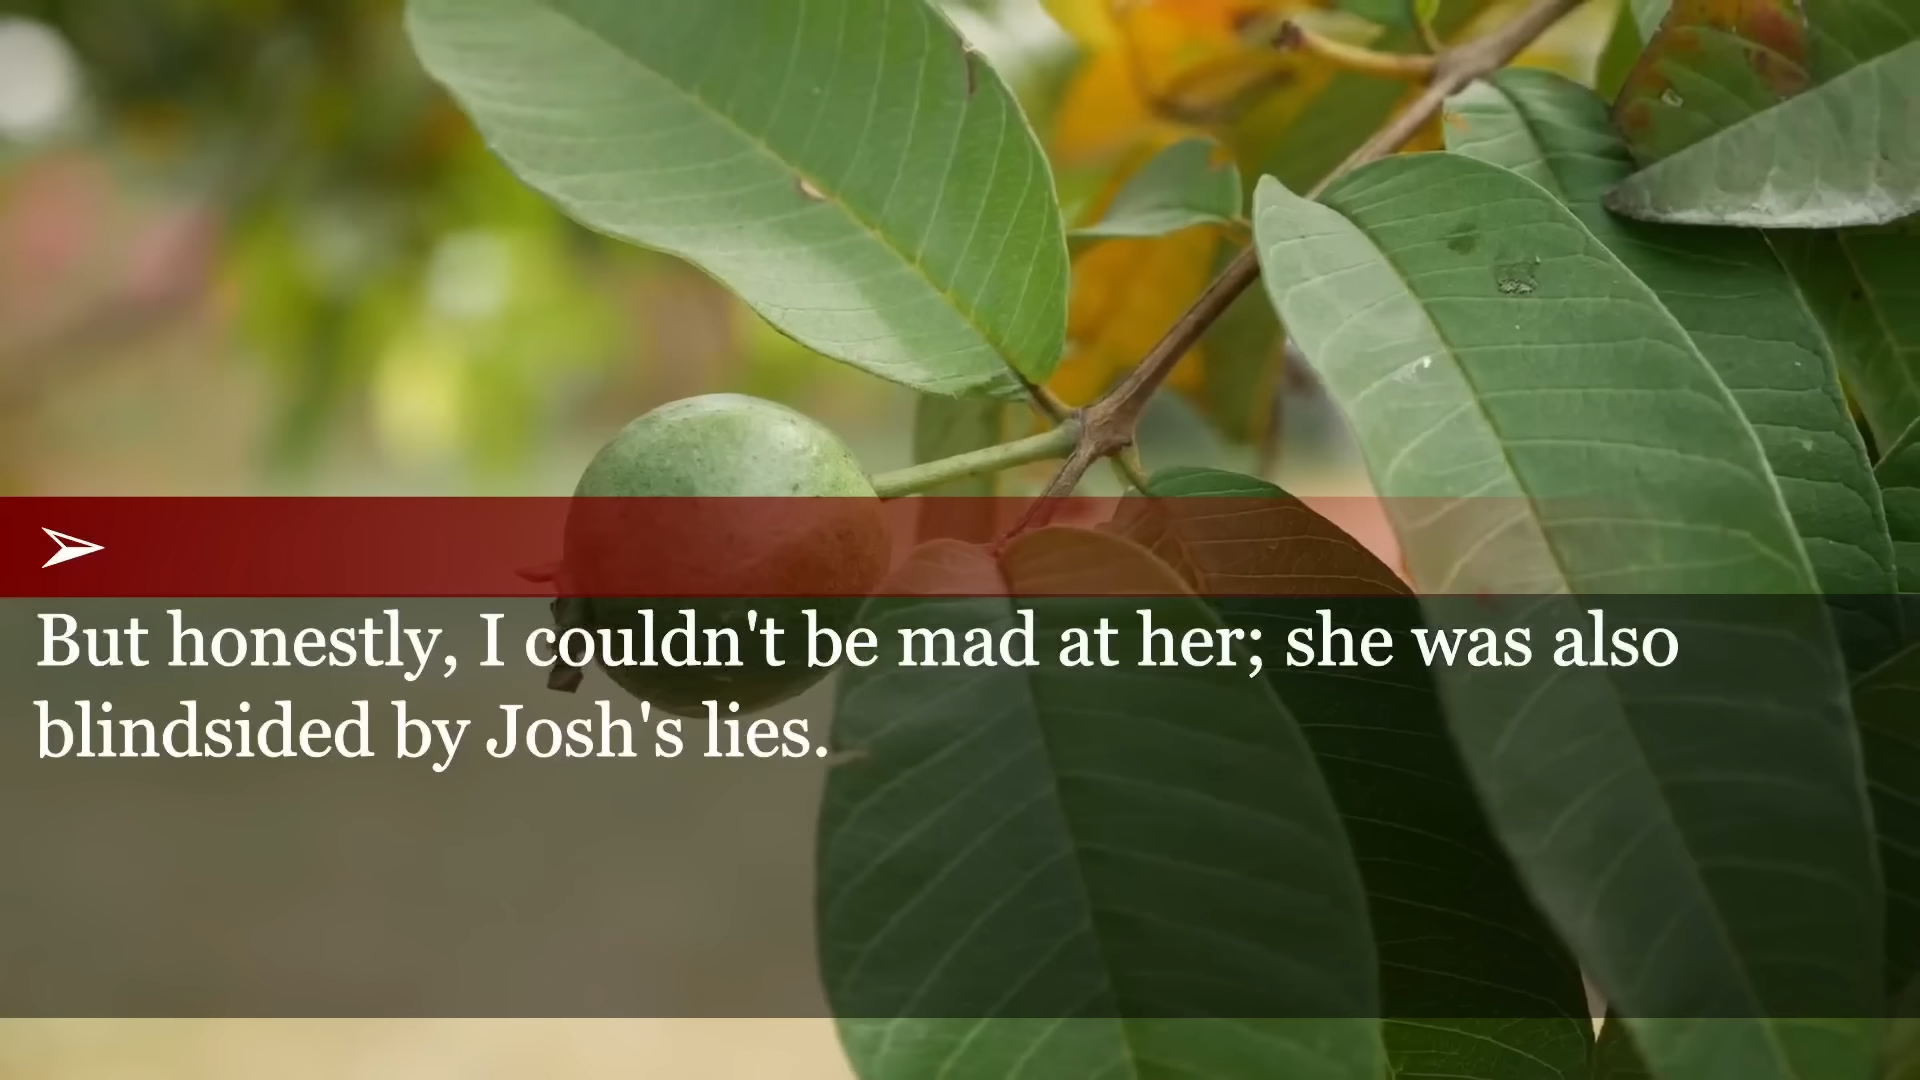 But honestly, I couldn't be mad at her; she was also
blindsided by Josh's lies.